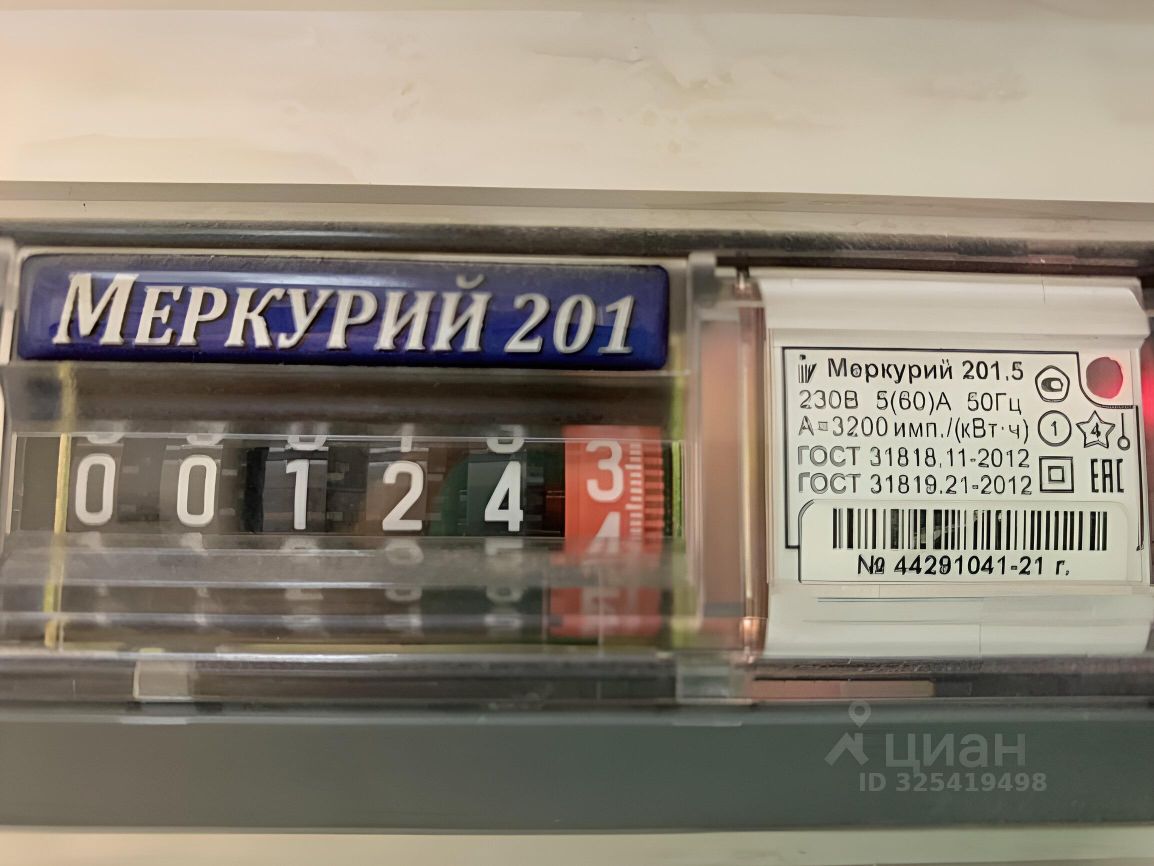 МЕРКУРИЙ 201
00124 3
4
Меркурий 201.5
230В 5(60)А 50Гц
А=3200 имп./(кВт·ч)
1
4
ГОСТ 31818.11-2012
ГОСТ 31819.21-2012
ЕАС
№ 44291041-21 г.
циан
ID 325419498